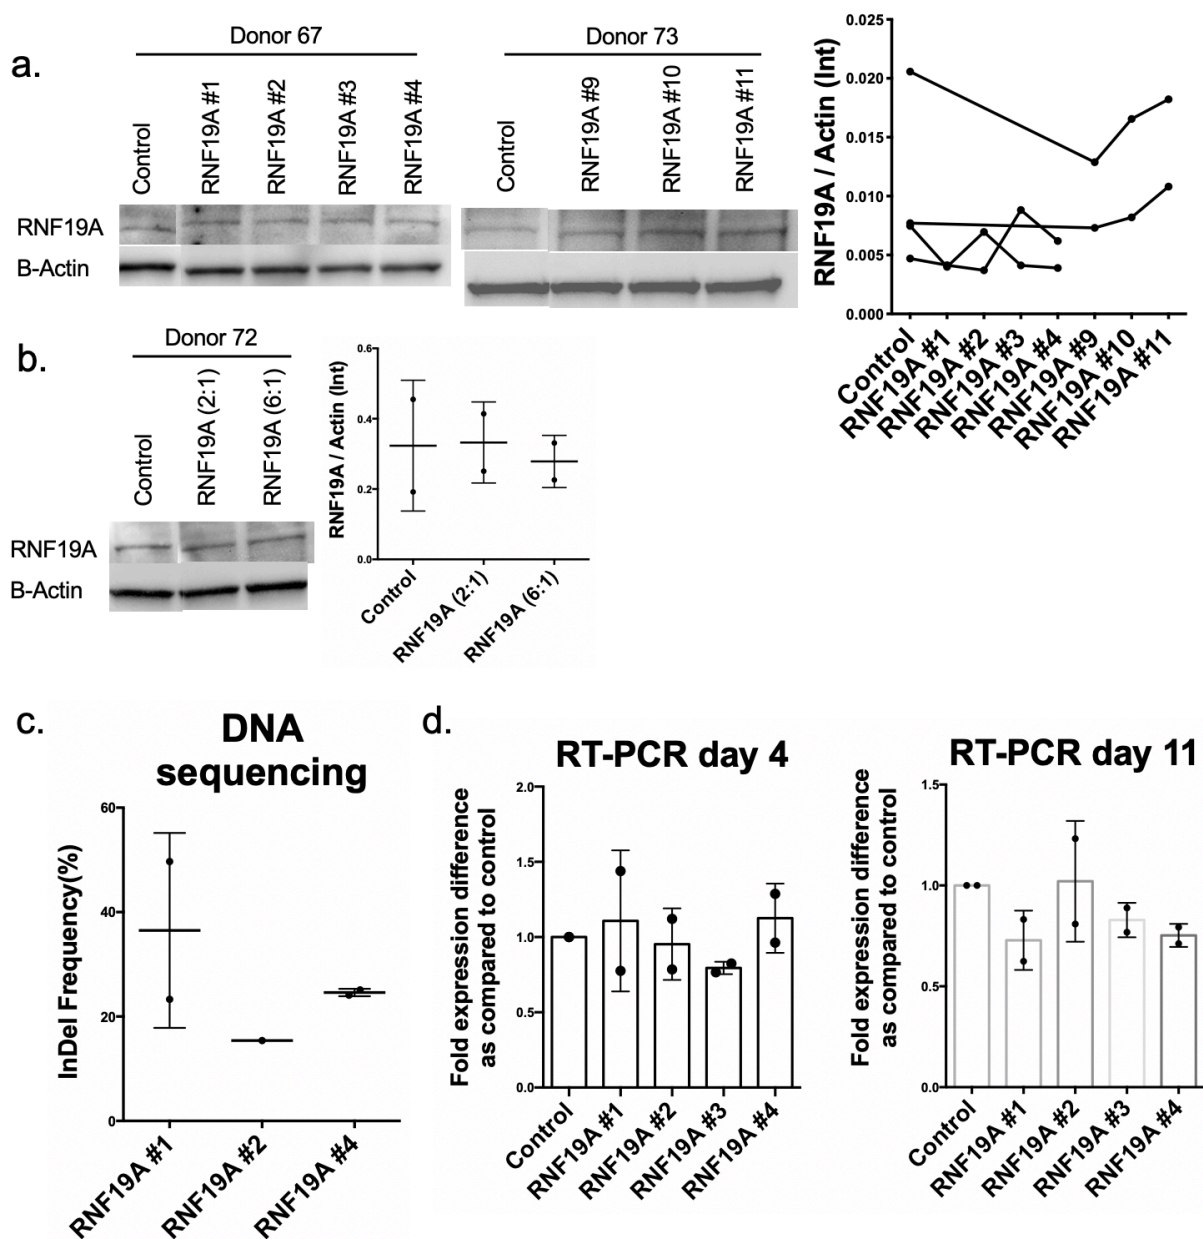 a.
Donor 67
Control
RNF19A #1
RNF19A #2
RNF19A #3
RNF19A #4
RNF19A
B-Actin
Donor 73
Control
RNF19A #9
RNF19A #10
RNF19A #11
RNF19A / Actin (Int)
0.025
0.020
0.015
0.010
0.005
0.000
Control
RNF19A #1
RNF19A #2
RNF19A #3
RNF19A #4
RNF19A #9
RNF19A #10
RNF19A #11
b.
Donor 72
Control
RNF19A (2:1)
RNF19A (6:1)
RNF19A
B-Actin
RNF19A / Actin (Int)
0.6
0.4
0.2
0.0
Control
RNF19A (2:1)
RNF19A (6:1)
c.
DNA
sequencing
InDel Frequency(%)
60
40
20
0
RNF19A #1
RNF19A #2
RNF19A #4
d.
RT-PCR day 4
Fold expression difference
as compared to control
2.0
1.5
1.0
0.5
0.0
Control
RNF19A #1
RNF19A #2
RNF19A #3
RNF19A #4
RT-PCR day 11
Fold expression difference
as compared to control
1.5
1.0
0.5
0.0
Control
RNF19A #1
RNF19A #2
RNF19A #3
RNF19A #4